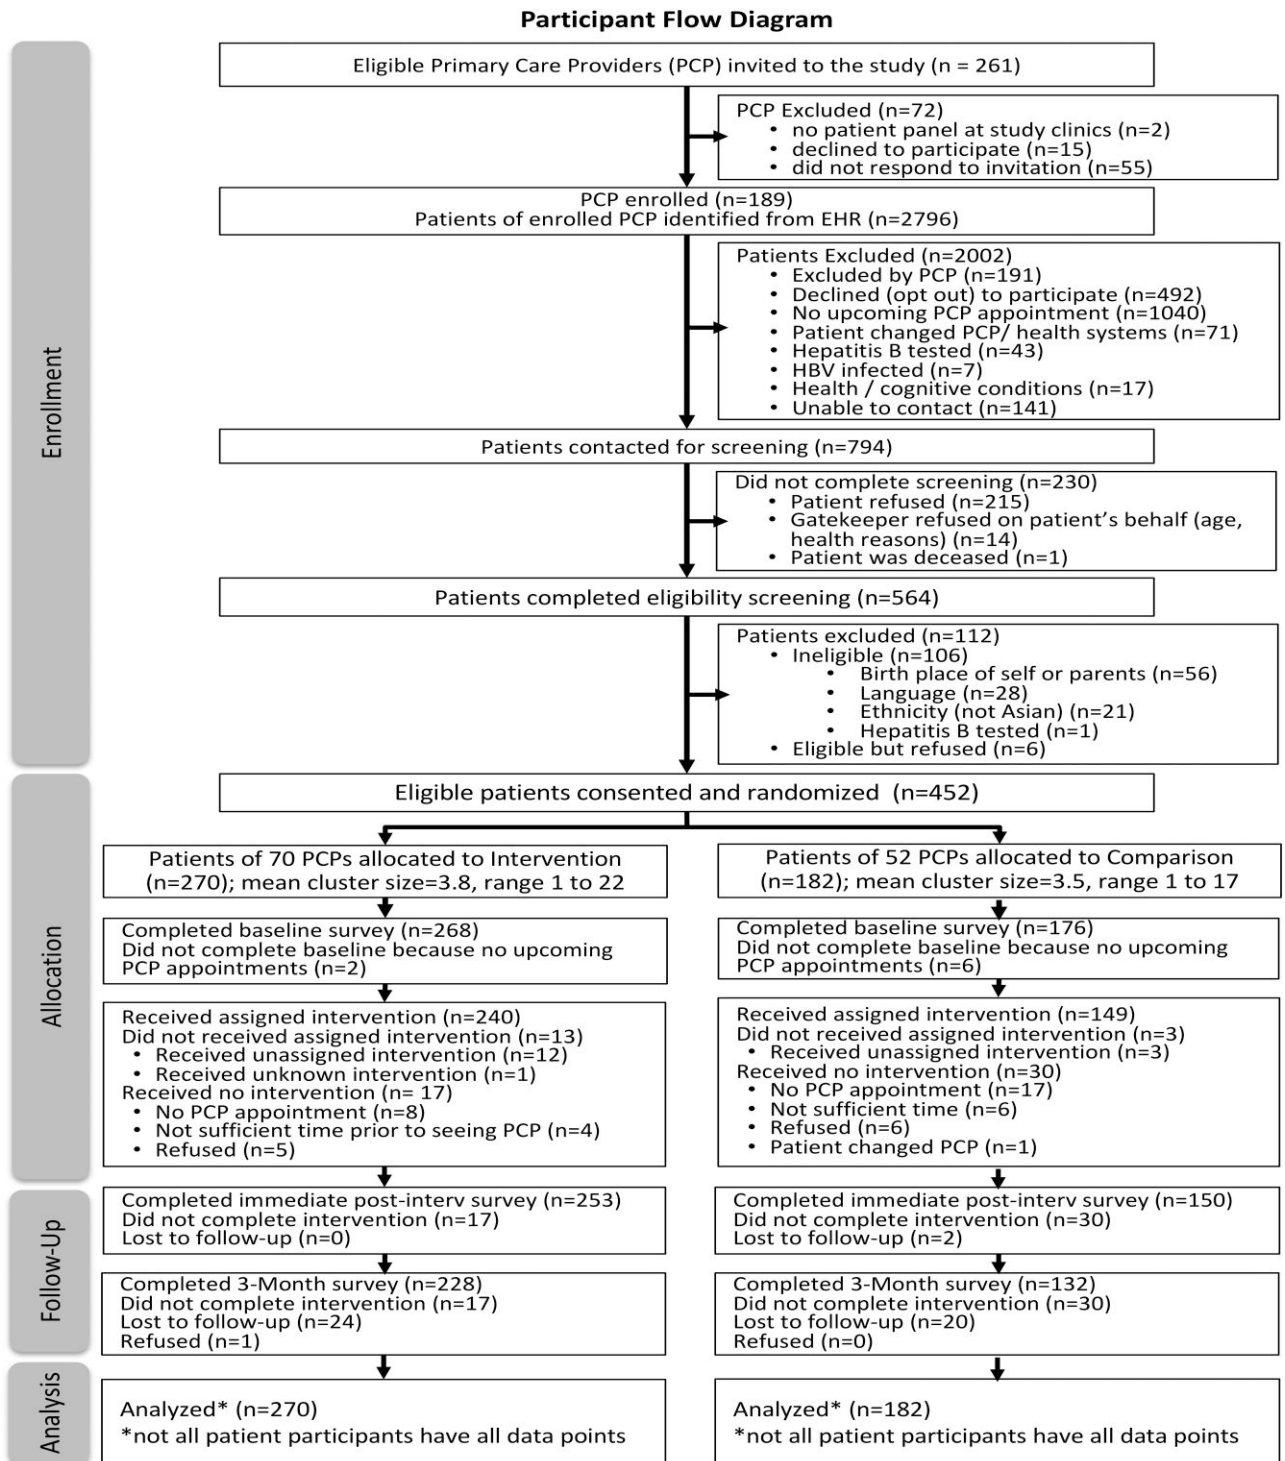 Participant Flow Diagram
Enrollment
Eligible Primary Care Providers (PCP) invited to the study (n = 261)
PCP Excluded (n=72)
• no patient panel at study clinics (n=2)
• declined to participate (n=15)
• did not respond to invitation (n=55)
PCP enrolled (n=189)
Patients of enrolled PCP identified from EHR (n=2796)
Patients Excluded (n=2002)
• Excluded by PCP (n=191)
• Declined (opt out) to participate (n=492)
• No upcoming PCP appointment (n=1040)
• Patient changed PCP/ health systems (n=71)
• Hepatitis B tested (n=43)
• HBV infected (n=7)
• Health / cognitive conditions (n=17)
• Unable to contact (n=141)
Patients contacted for screening (n=794)
Did not complete screening (n=230)
• Patient refused (n=215)
• Gatekeeper refused on patient's behalf (age,
health reasons) (n=14)
• Patient was deceased (n=1)
Patients completed eligibility screening (n=564)
Patients excluded (n=112)
• Ineligible (n=106)
• Birth place of self or parents (n=56)
• Language (n=28)
• Ethnicity (not Asian) (n=21)
• Hepatitis B tested (n=1)
• Eligible but refused (n=6)
Allocation
Eligible patients consented and randomized (n=452)
Patients of 70 PCPs allocated to Intervention
(n=270); mean cluster size=3.8, range 1 to 22
Completed baseline survey (n=268)
Did not complete baseline because no upcoming
PCP appointments (n=2)
Received assigned intervention (n=240)
Did not received assigned intervention (n=13)
• Received unassigned intervention (n=12)
• Received unknown intervention (n=1)
Received no intervention (n= 17)
• No PCP appointment (n=8)
• Not sufficient time prior to seeing PCP (n=4)
• Refused (n=5)
Patients of 52 PCPs allocated to Comparison
(n=182); mean cluster size=3.5, range 1 to 17
Completed baseline survey (n=176)
Did not complete baseline because no upcoming
PCP appointments (n=6)
Received assigned intervention (n=149)
Did not received assigned intervention (n=3)
• Received unassigned intervention (n=3)
Received no intervention (n=30)
• No PCP appointment (n=17)
• Not sufficient time (n=6)
• Refused (n=6)
• Patient changed PCP (n=1)
Follow-Up
Completed immediate post-interv survey (n=253)
Did not complete intervention (n=17)
Lost to follow-up (n=0)
Completed 3-Month survey (n=228)
Did not complete intervention (n=17)
Lost to follow-up (n=24)
Refused (n=1)
Completed immediate post-interv survey (n=150)
Did not complete intervention (n=30)
Lost to follow-up (n=2)
Completed 3-Month survey (n=132)
Did not complete intervention (n=30)
Lost to follow-up (n=20)
Refused (n=0)
Analysis
Analyzed* (n=270)
*not all patient participants have all data points
Analyzed* (n=182)
*not all patient participants have all data points